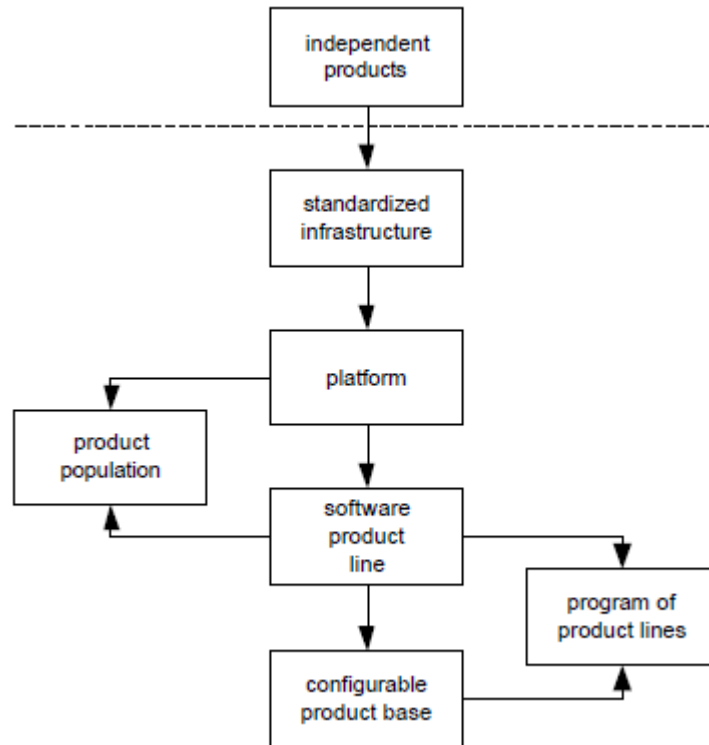 independent
products
standardized
infrastructure
platform
product
population
software
product
line
program of
product lines
configurable
product base